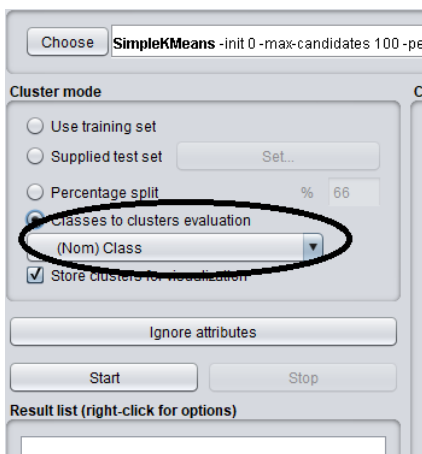 Choose SimpleKMeans -init 0 -max-candidates 100 -pe
Cluster mode
Use training set
Supplied test set Set...
Percentage split % 66
Classes to clusters evaluation
(Nom) Class
Store clusters for visualization
Ignore attributes
Start Stop
Result list (right-click for options)